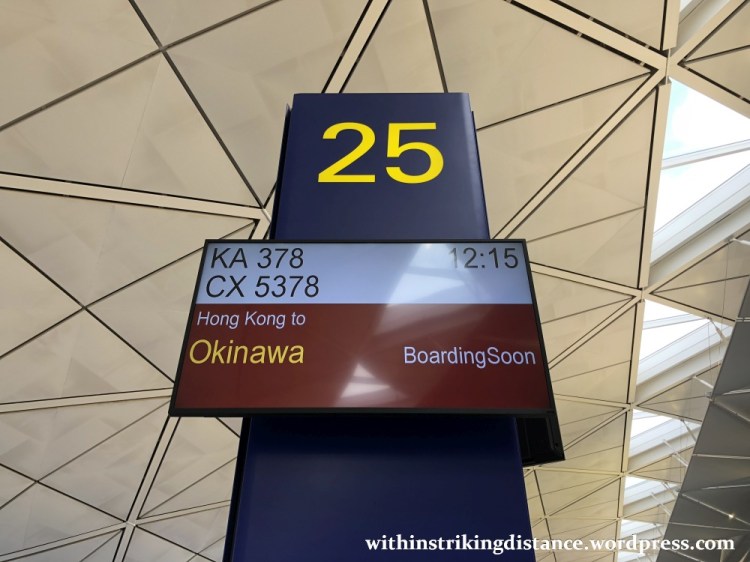 25
KA 378 12:15
CX 5378
Hong Kong to
Okinawa BoardingSoon
withinstrikingdistance.wordpress.com